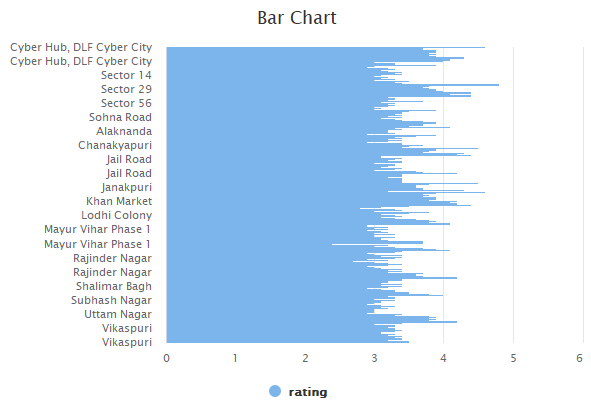 Bar Chart
Cyber Hub, DLF Cyber City
Cyber Hub, DLF Cyber City
Sector 14
Sector 29
Sector 56
Sohna Road
Alaknanda
Chanakyapuri
Jail Road
Jail Road
Janakpuri
Khan Market
Lodhi Colony
Mayur Vihar Phase 1
Mayur Vihar Phase 1
Rajinder Nagar
Rajinder Nagar
Shalimar Bagh
Subhash Nagar
Uttam Nagar
Vikaspuri
Vikaspuri
0 1 2 3 4 5 6
rating